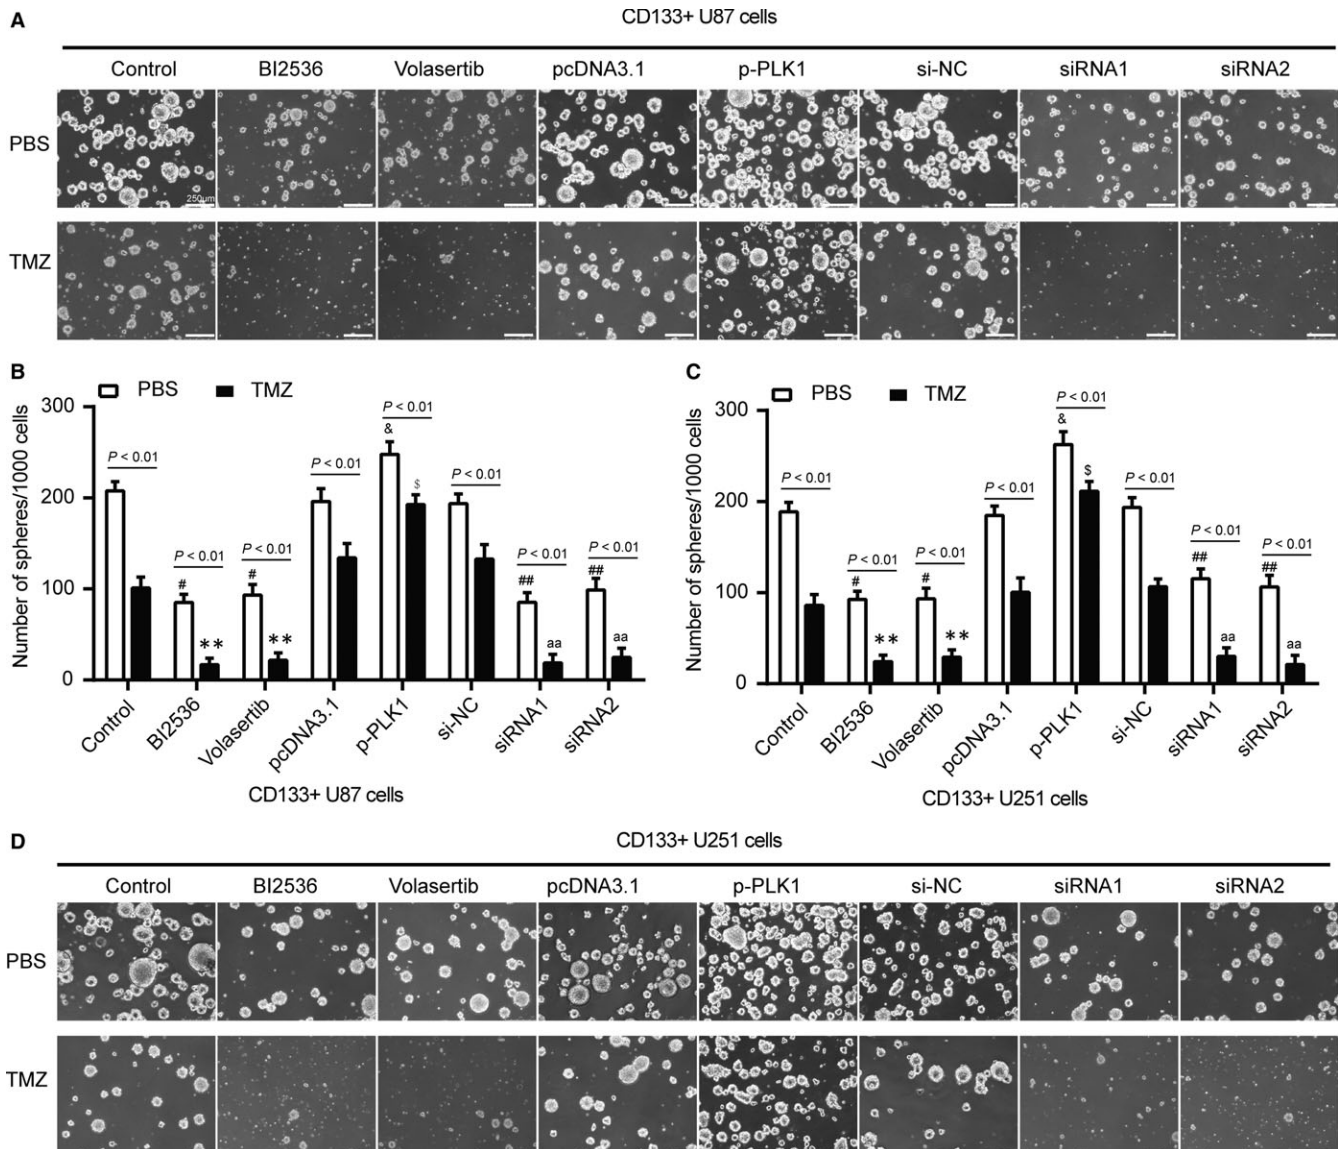 A
CD133+ U87 cells
Control BI2536 Volasertib pcDNA3.1 p-PLK1 si-NC siRNA1 siRNA2
PBS
250μm
TMZ
B
PBS TMZ
Number of spheres/1000 cells
300
200
100
0
P < 0.01
P < 0.01
#
**
P < 0.01
#
**
P < 0.01
P < 0.01
&
$
P < 0.01
P < 0.01
##
aa
P < 0.01
##
aa
Control BI2536 Volasertib pcDNA3.1 p-PLK1 si-NC siRNA1 siRNA2
CD133+ U87 cells
C
PBS TMZ
Number of spheres/1000 cells
300
200
100
0
P < 0.01
P < 0.01
#
**
P < 0.01
#
**
P < 0.01
P < 0.01
&
$
P < 0.01
P < 0.01
##
aa
P < 0.01
##
aa
Control BI2536 Volasertib pcDNA3.1 p-PLK1 si-NC siRNA1 siRNA2
CD133+ U251 cells
D
CD133+ U251 cells
Control BI2536 Volasertib pcDNA3.1 p-PLK1 si-NC siRNA1 siRNA2
PBS
TMZ